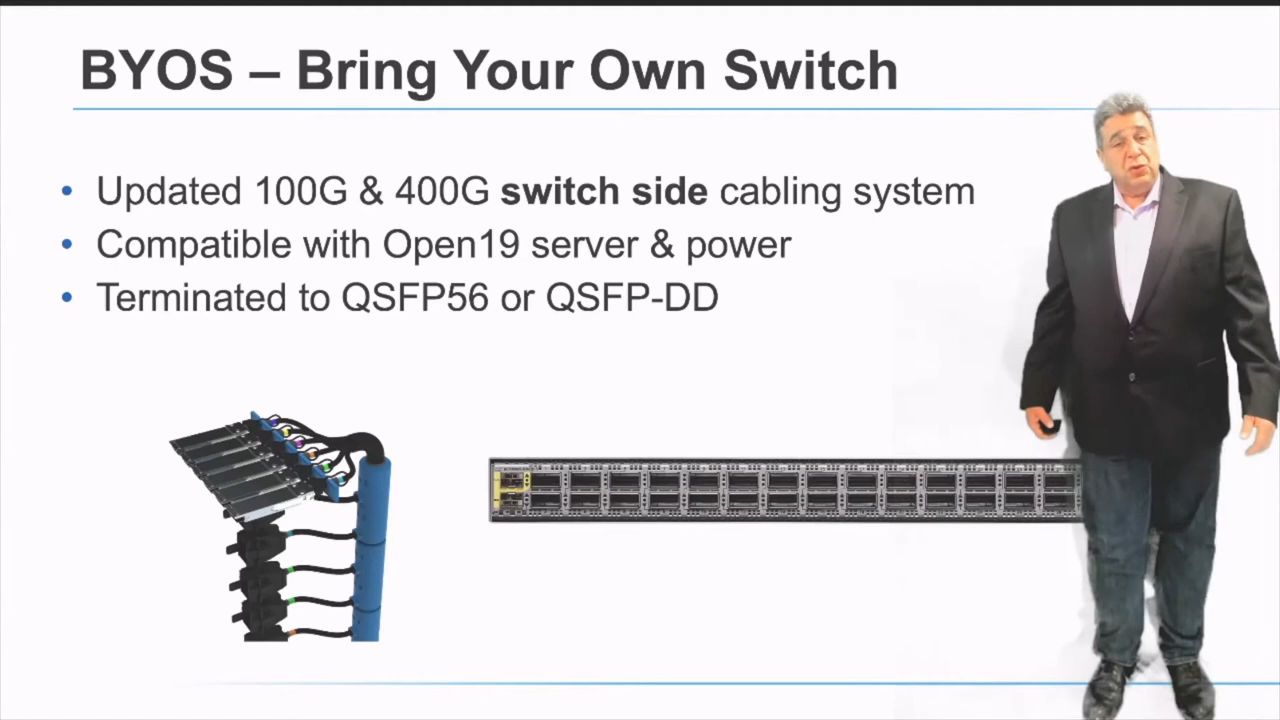 BYOS – Bring Your Own Switch
• Updated 100G & 400G switch side cabling system
• Compatible with Open19 server & power
• Terminated to QSFP56 or QSFP-DD